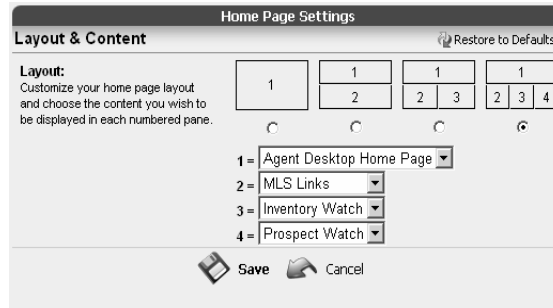 Home Page Settings
Layout & Content
Restore to Defaults
Layout:
Customize your home page layout
and choose the content you wish to
be displayed in each numbered pane.
1
1
2
1
2 3
1
2 3 4
1 = Agent Desktop Home Page
2 = MLS Links
3 = Inventory Watch
4 = Prospect Watch
Save Cancel